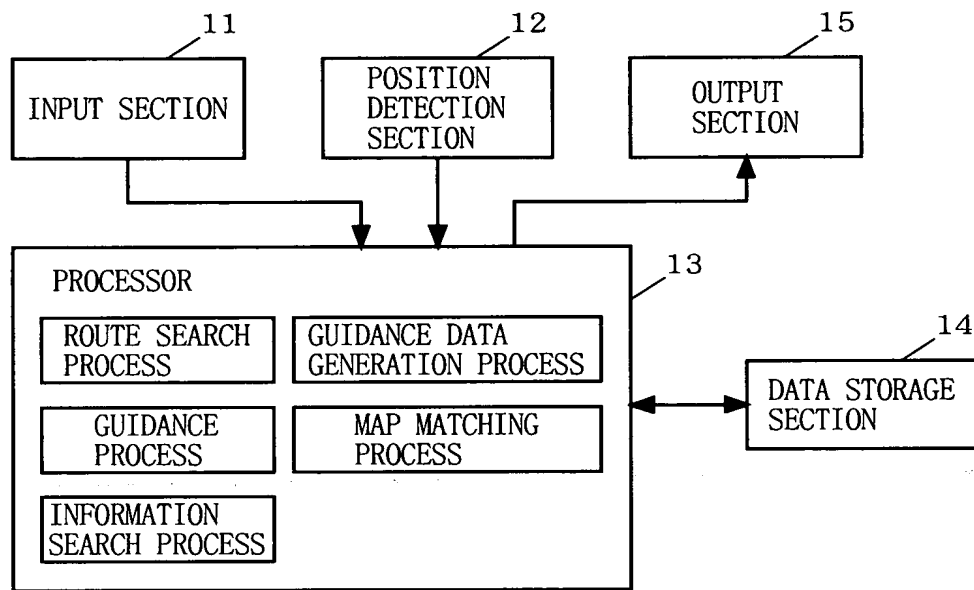 11
12
15
INPUT SECTION
POSITION
DETECTION
SECTION
OUTPUT
SECTION
13
PROCESSOR
ROUTE SEARCH
PROCESS
GUIDANCE DATA
GENERATION PROCESS
14
DATA STORAGE
SECTION
GUIDANCE
PROCESS
MAP MATCHING
PROCESS
INFORMATION
SEARCH PROCESS